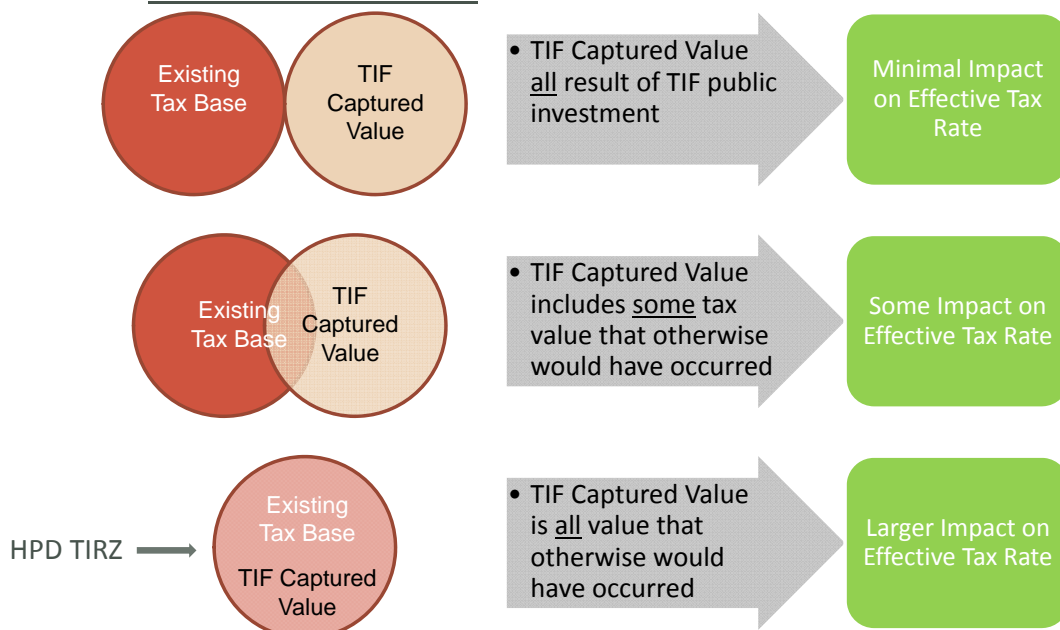 Existing
Tax Base
TIF
Captured
Value
• TIF Captured Value
all result of TIF public
investment
Minimal Impact
on Effective Tax
Rate
Existing
Tax Base
TIF
Captured
Value
• TIF Captured Value
includes some tax
value that otherwise
would have occurred
Some Impact on
Effective Tax Rate
HPD TIRZ
Existing
Tax Base
TIF Captured
Value
• TIF Captured Value
is all value that
otherwise would
have occurred
Larger Impact on
Effective Tax Rate